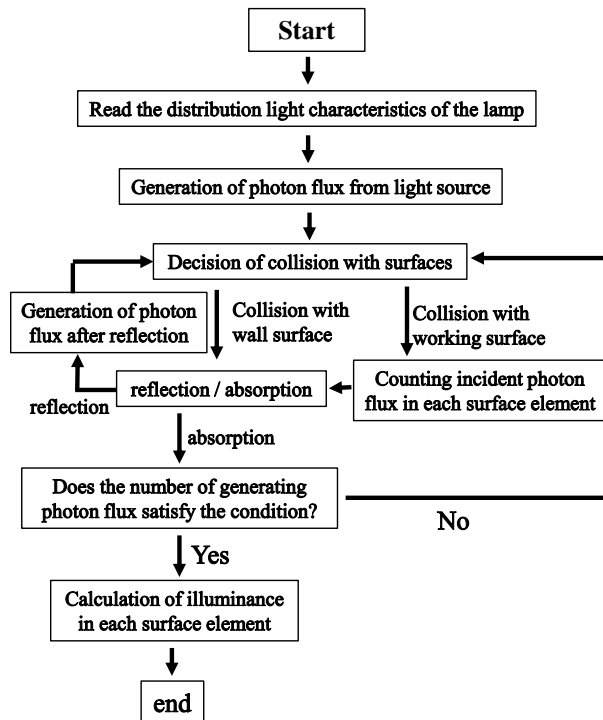 Start
Read the distribution light characteristics of the lamp
Generation of photon flux from light source
Decision of collision with surfaces
Generation of photon
flux after reflection
Collision with
wall surface
Collision with
working surface
reflection
reflection / absorption
Counting incident photon
flux in each surface element
absorption
Does the number of generating
photon flux satisfy the condition?
No
Yes
Calculation of illuminance
in each surface element
end